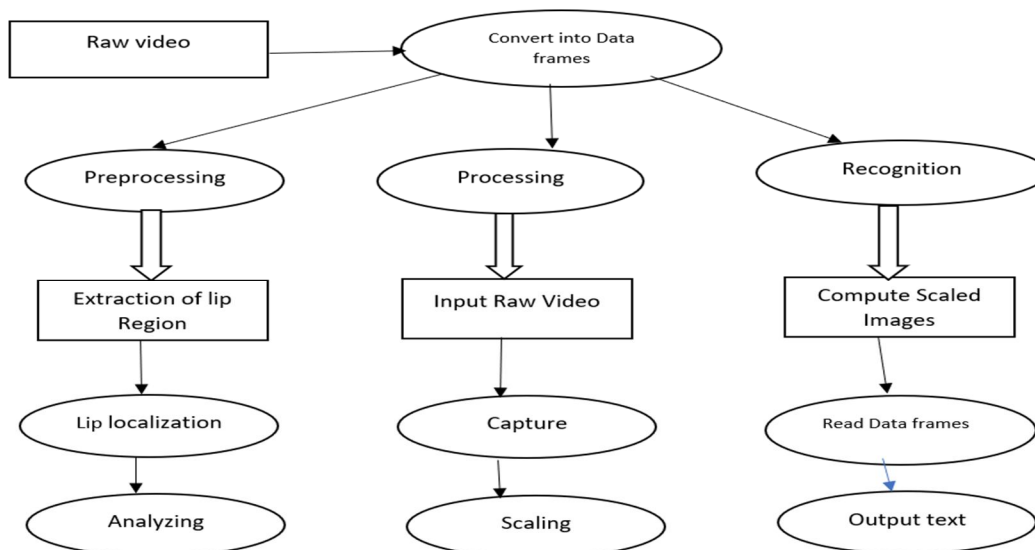 Raw video
Convert into Data
frames
Preprocessing
Processing
Recognition
Extraction of lip
Region
Input Raw Video
Compute Scaled
Images
Lip localization
Capture
Read Data frames
Analyzing
Scaling
Output text